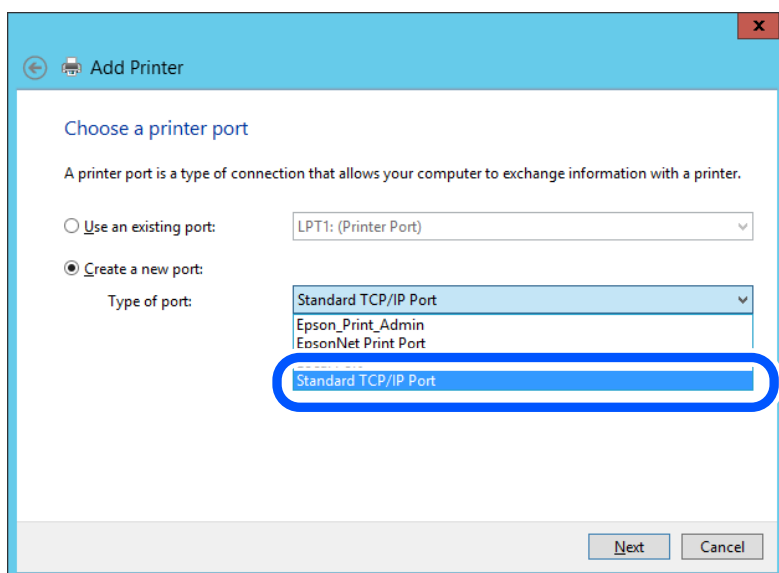 x
Add Printer
Choose a printer port
A printer port is a type of connection that allows your computer to exchange information with a printer.
Use an existing port: LPT1: (Printer Port)
Create a new port:
Type of port: Standard TCP/IP Port
Epson_Print_Admin
EpsonNet Print Port
Standard TCP/IP Port
Next Cancel